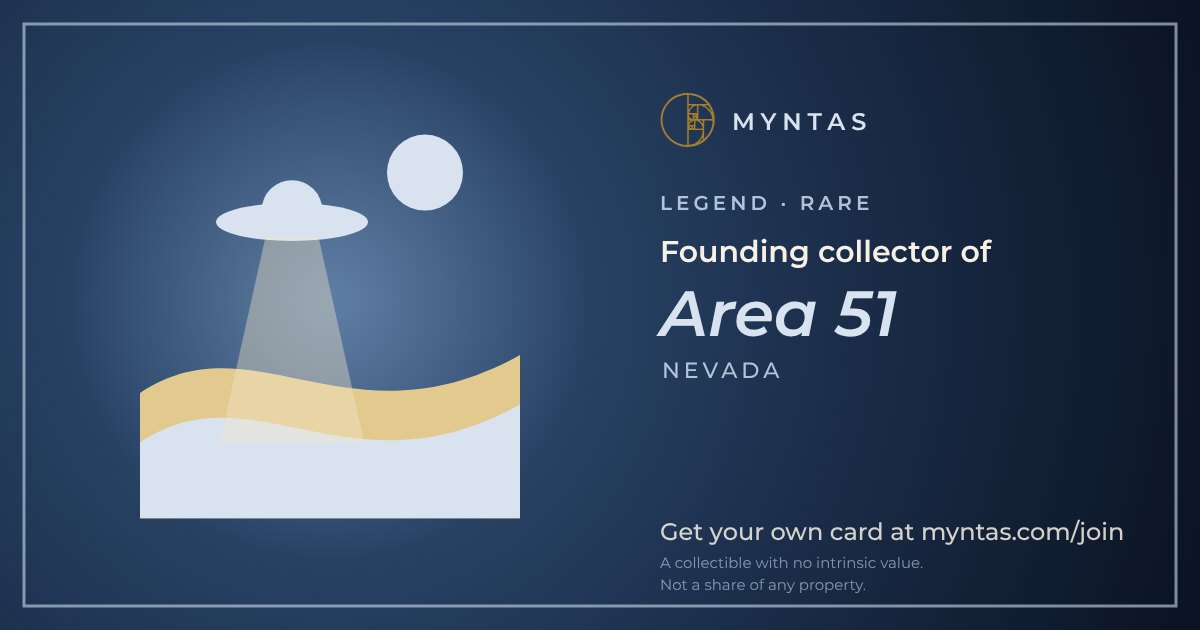 MYNTAS
LEGEND · RARE
Founding collector of
Area 51
NEVADA
Get your own card at myntas.com/join
A collectible with no intrinsic value.
Not a share of any property.